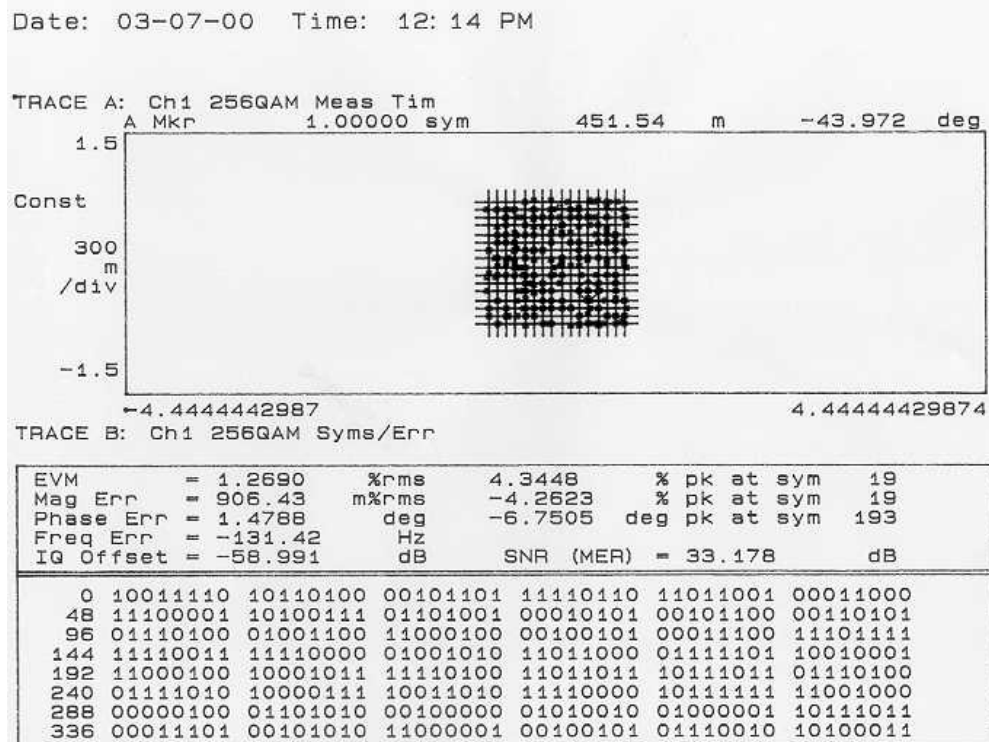 Date: 03-07-00 Time: 12:14 PM
TRACE A: Ch1 256QAM Meas Tim
A Mkr 1.00000 sym 451.54 m -43.972 deg
1.5
Const
300
m
/div
-1.5
-4.4444442987 4.44444429874
TRACE B: Ch1 256QAM Syms/Err
EVM = 1.2690 %rms 4.3448 % pk at sym 19
Mag Err = 906.43 m%rms -4.2623 % pk at sym 19
Phase Err = 1.4788 deg -6.7505 deg pk at sym 193
Freq Err = -131.42 Hz
IQ Offset = -58.991 dB SNR (MER) = 33.178 dB
0 10011110 10110100 00101101 11110110 11011001 00011000
48 11100001 10100111 01101001 00010101 00101100 00110101
96 01110100 01001100 11000100 00100101 00011100 11101111
144 11110011 11110000 01001010 11011000 01111101 10010001
192 11000100 10001011 11110100 11011011 10101011 01110100
240 01111010 10000111 10011010 11110000 10111111 11001000
288 00000100 01101010 00100000 01010010 01000001 10111011
336 00011101 00101010 11000001 00100101 01110010 10100011